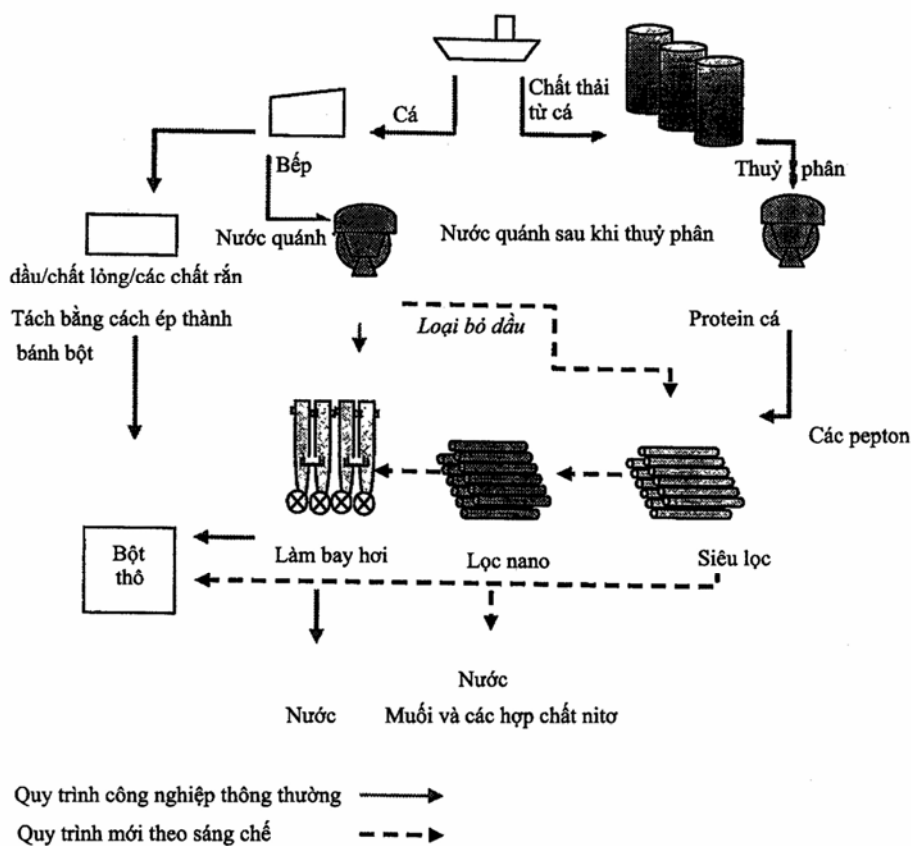 Chất thải
từ cá
Cá
Bếp
Thuỷ phân
Nước quánh
Nước quánh sau khi thuỷ phân
dầu/chất lỏng/các chất rắn
Tách bằng cách ép thành
bánh bột
Loại bỏ dầu
Protein cá
Các pepton
Bột
thô
Làm bay hơi
Lọc nano
Siêu lọc
Nước
Nước
Muối và các hợp chất nitơ
Quy trình công nghiệp thông thường
Quy trình mới theo sáng chế